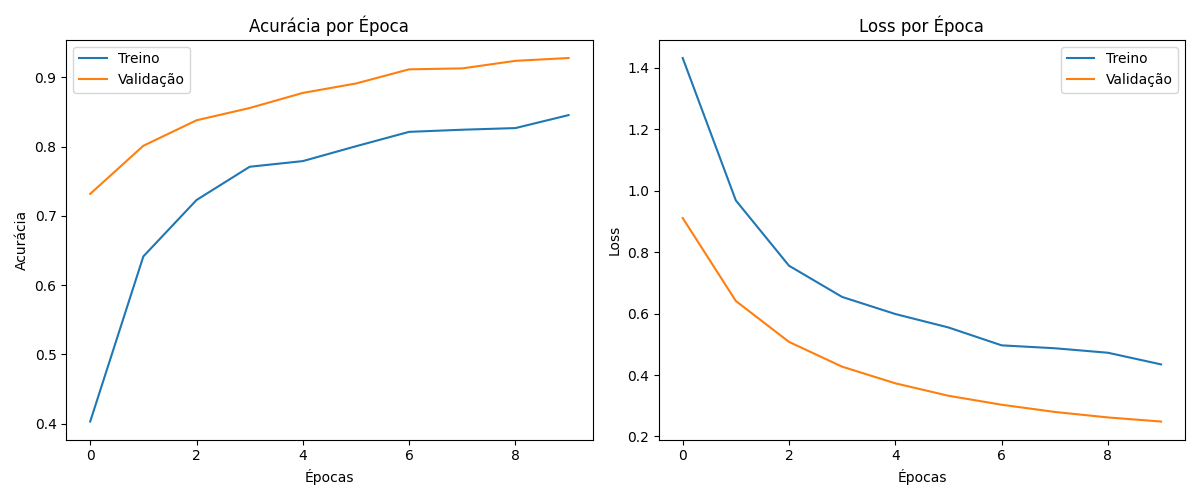 Acurácia por Época
Treino
Validação
0.9
0.8
0.7
0.6
0.5
0.4
Acurácia
0 2 4 6 8
Épocas
Loss por Época
Treino
Validação
1.4
1.2
1.0
0.8
0.6
0.4
0.2
Loss
0 2 4 6 8
Épocas